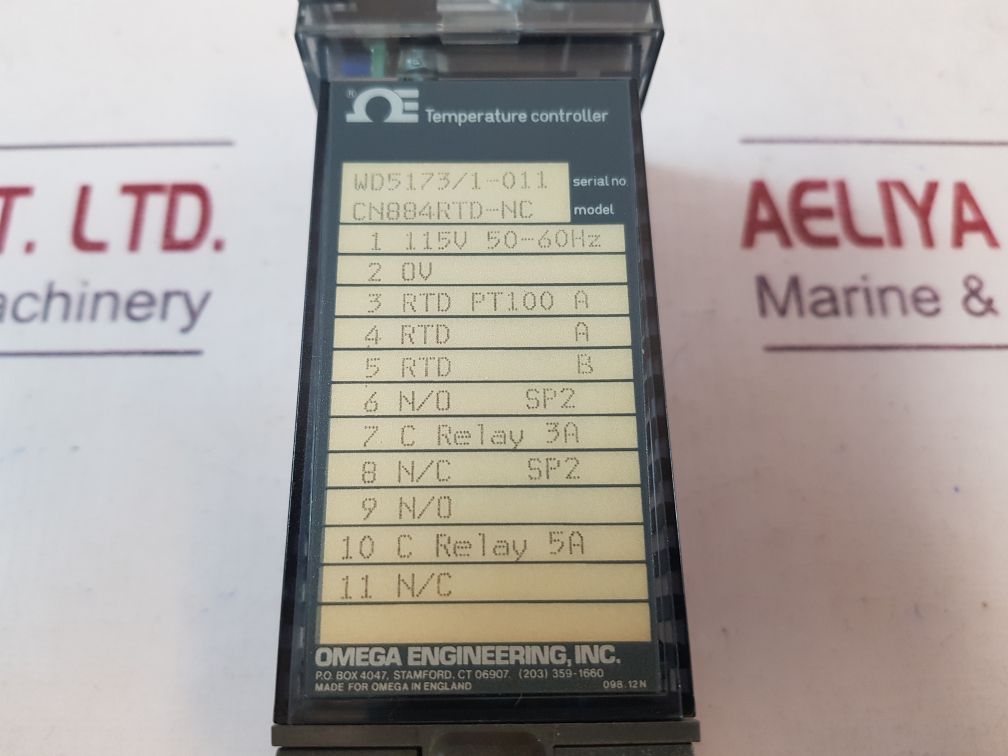 ® Temperature controller
WD5173/1-011 serial no.
CN884RTD-NC model
1 115V 50-60Hz
2 0V
3 RTD PT100 A
4 RTD A
5 RTD B
6 N/O SP2
7 C Relay 3A
8 N/C SP2
9 N/O
10 C Relay 5A
11 N/C
OMEGA ENGINEERING, INC.
P.O. BOX 4047, STAMFORD, CT 06907. (203) 359-1660
MADE FOR OMEGA IN ENGLAND 098.12N
T. LTD.
achinery
AELIYA
Marine &